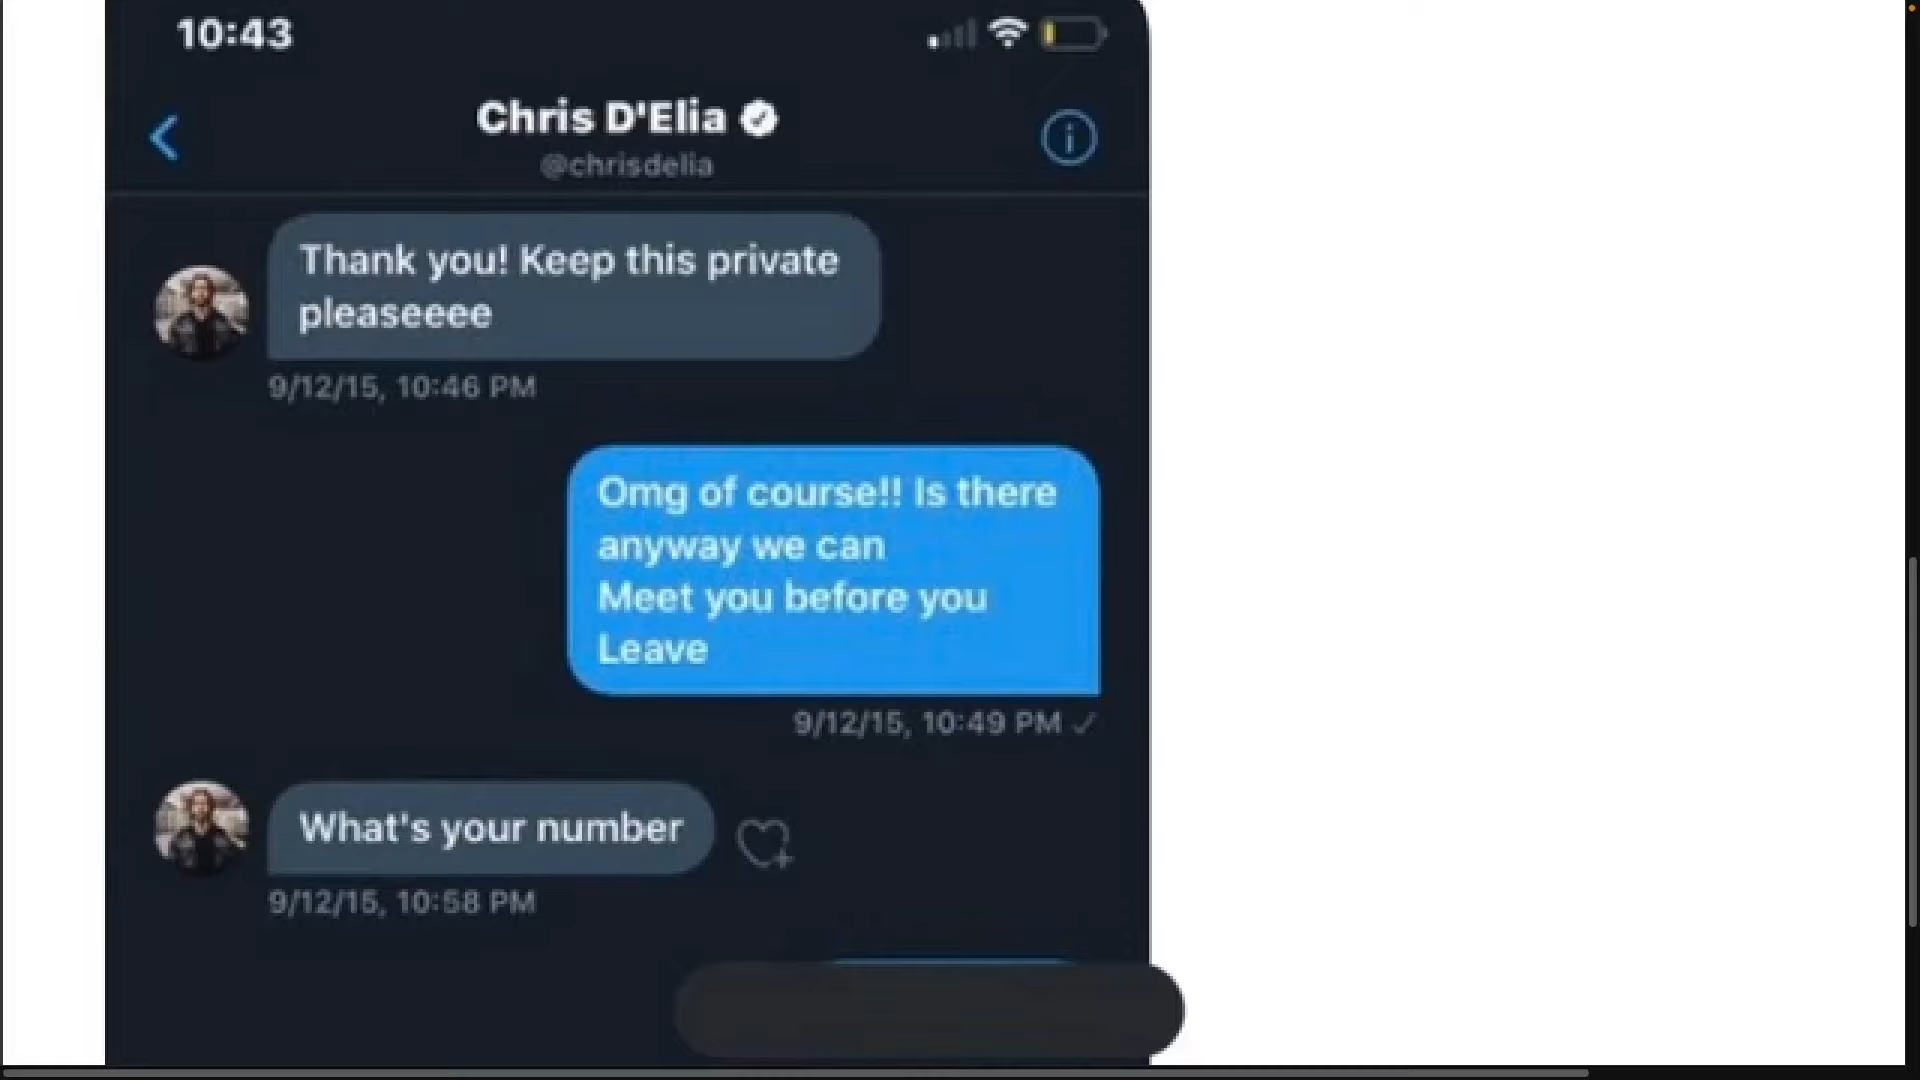 10:43
Chris D'Elia
@chrisdelia
Thank you! Keep this private
pleaseeee
9/12/15, 10:46 PM
Omg of course!! Is there
anyway we can
Meet you before you
Leave
9/12/15, 10:49 PM
What's your number
9/12/15, 10:58 PM